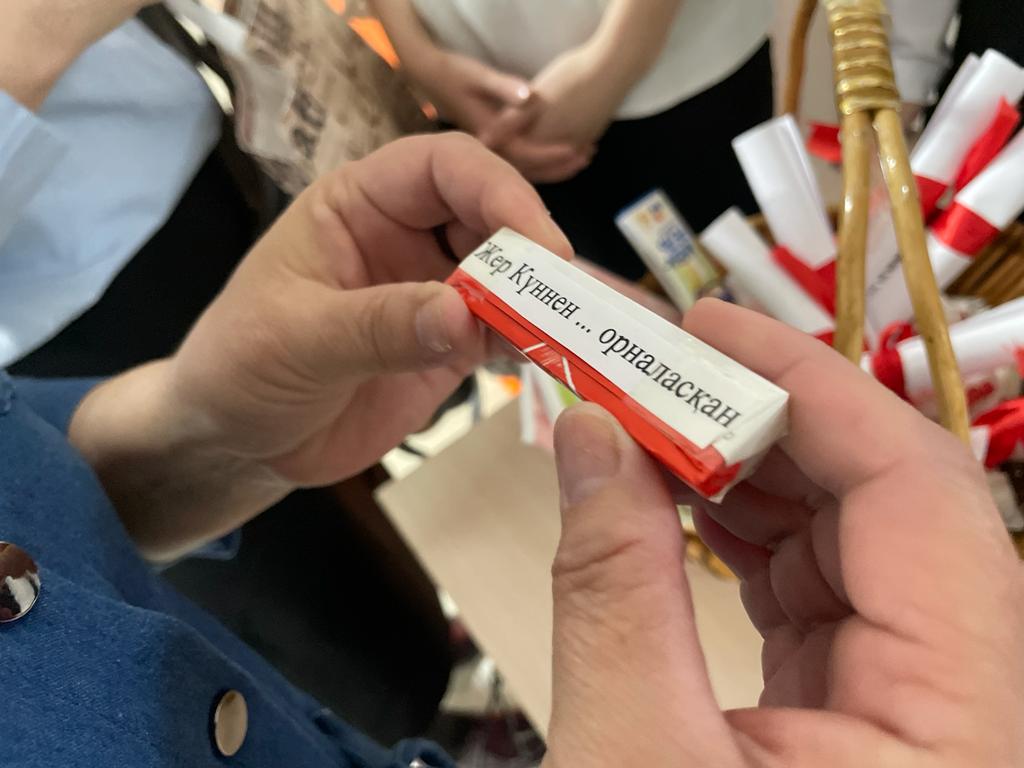 Жер Күннен ... орналасқан